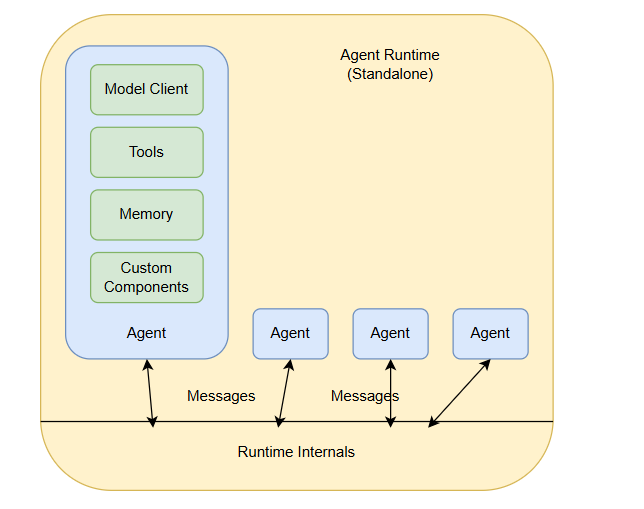 Agent Runtime
(Standalone)
Model Client
Tools
Memory
Custom
Components
Agent
Agent
Agent
Agent
Messages
Messages
Runtime Internals